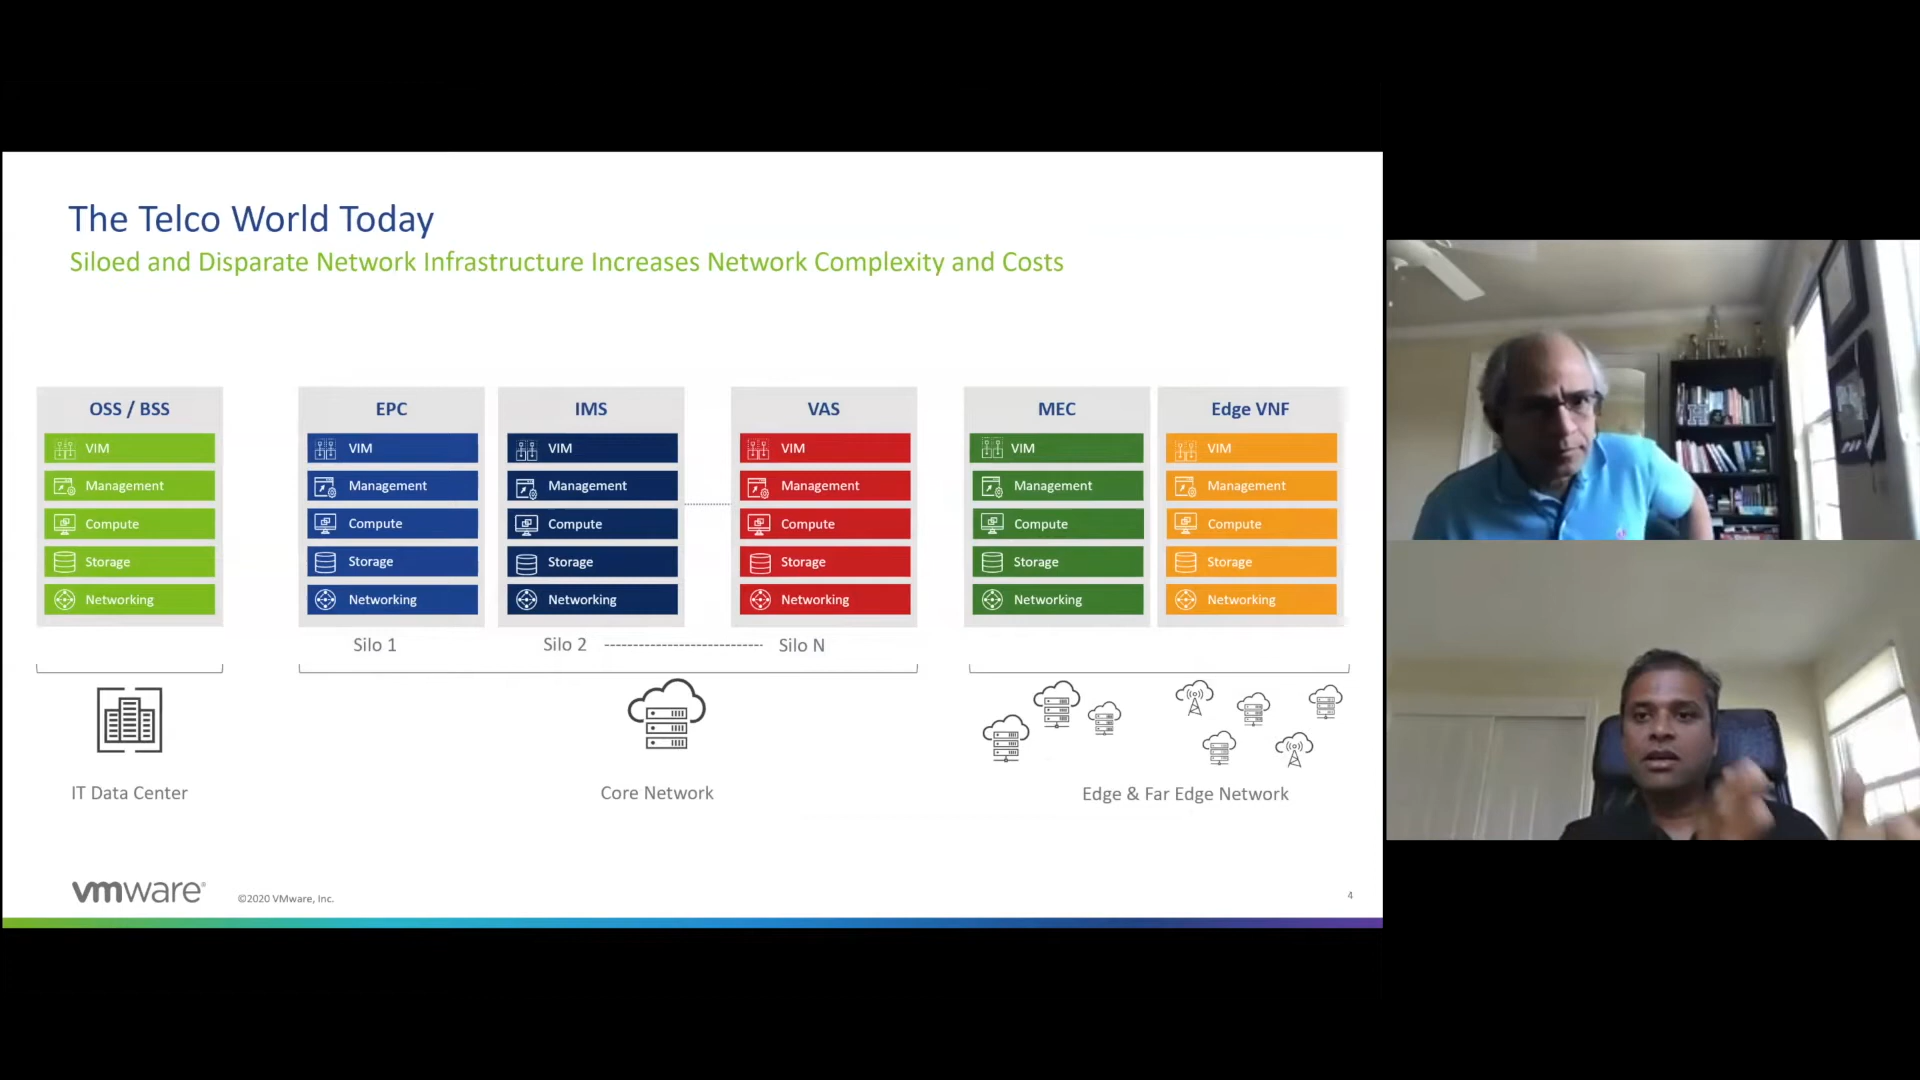 The Telco World Today
Siloed and Disparate Network Infrastructure Increases Network Complexity and Costs
OSS / BSS
VIM
Management
Compute
Storage
Networking
EPC
VIM
Management
Compute
Storage
Networking
IMS
VIM
Management
Compute
Storage
Networking
VAS
VIM
Management
Compute
Storage
Networking
MEC
VIM
Management
Compute
Storage
Networking
Edge VNF
VIM
Management
Compute
Storage
Networking
Silo 1
Silo 2
Silo N
IT Data Center
Core Network
Edge & Far Edge Network
vmware®
©2020 VMware, Inc.
4